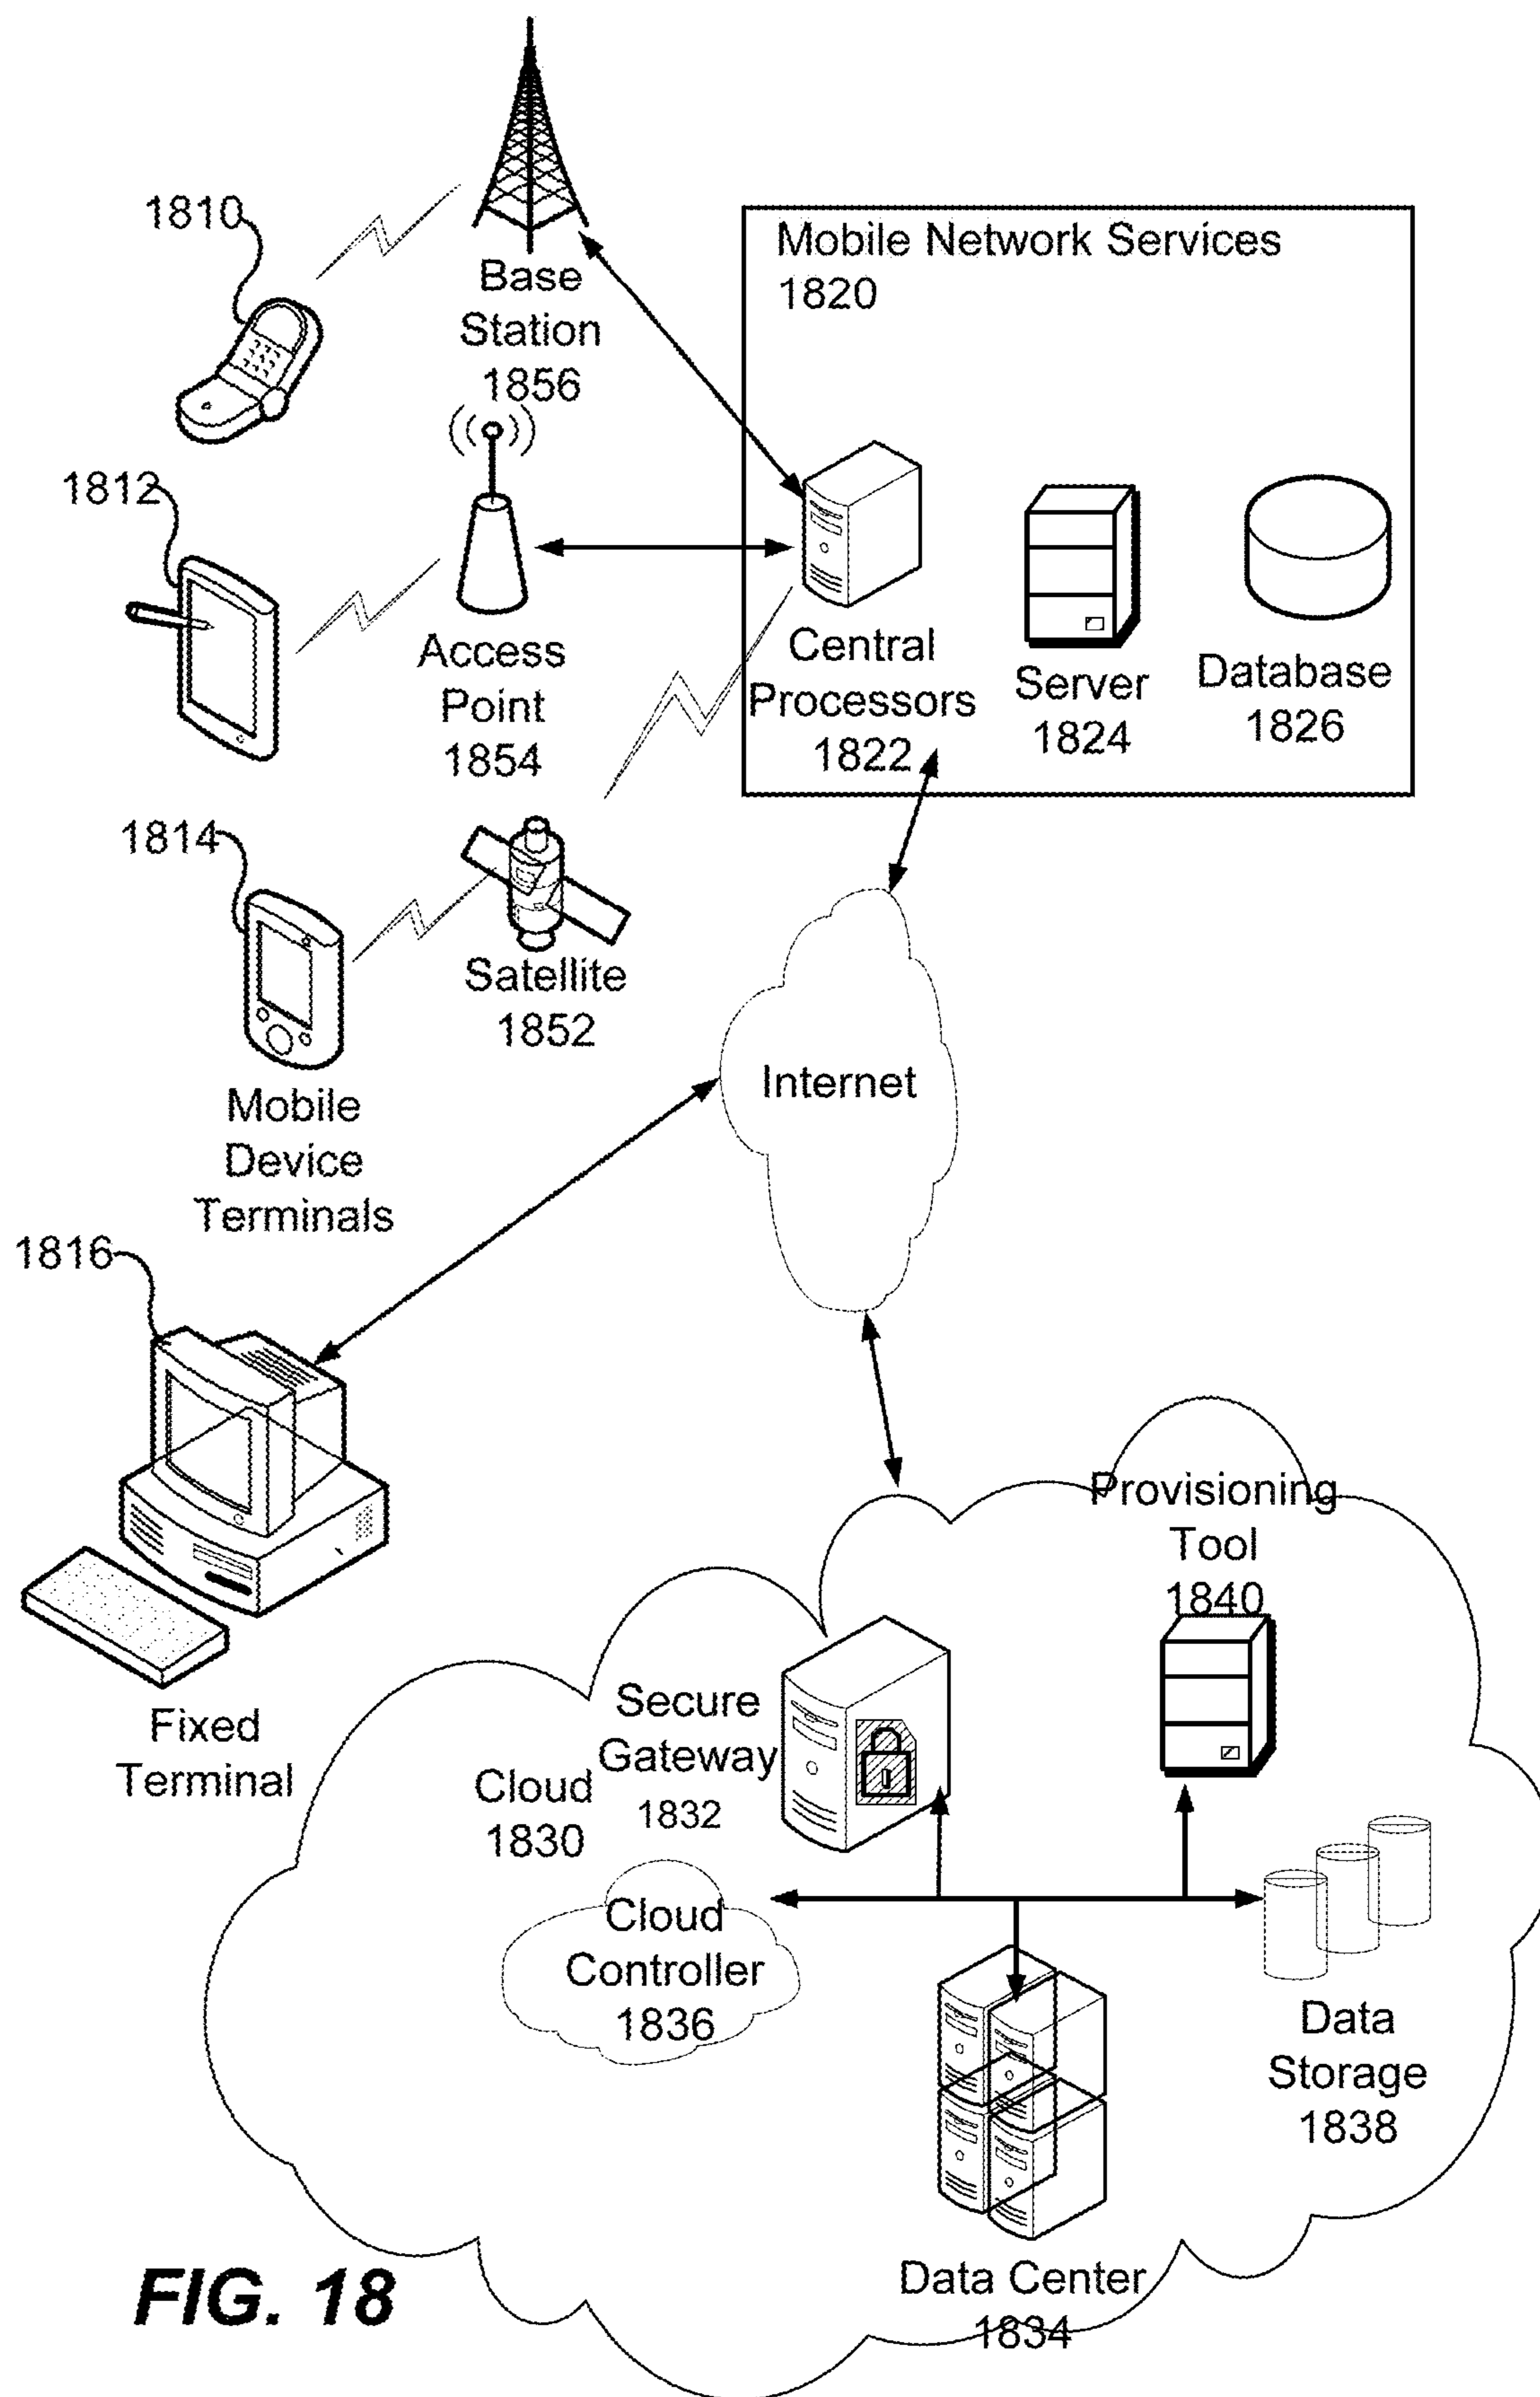 1810
Base
Station
1856
Mobile Network Services
1820
1812
Access
Point
1854
Central
Processors
1822
Server
1824
Database
1826
1814
Satellite
1852
Mobile
Device
Terminals
Internet
1816
Fixed
Terminal
Provisioning
Tool
1840
Secure
Gateway
1832
Cloud
1830
Cloud
Controller
1836
Data
Storage
1838
Data Center
1834
FIG. 18